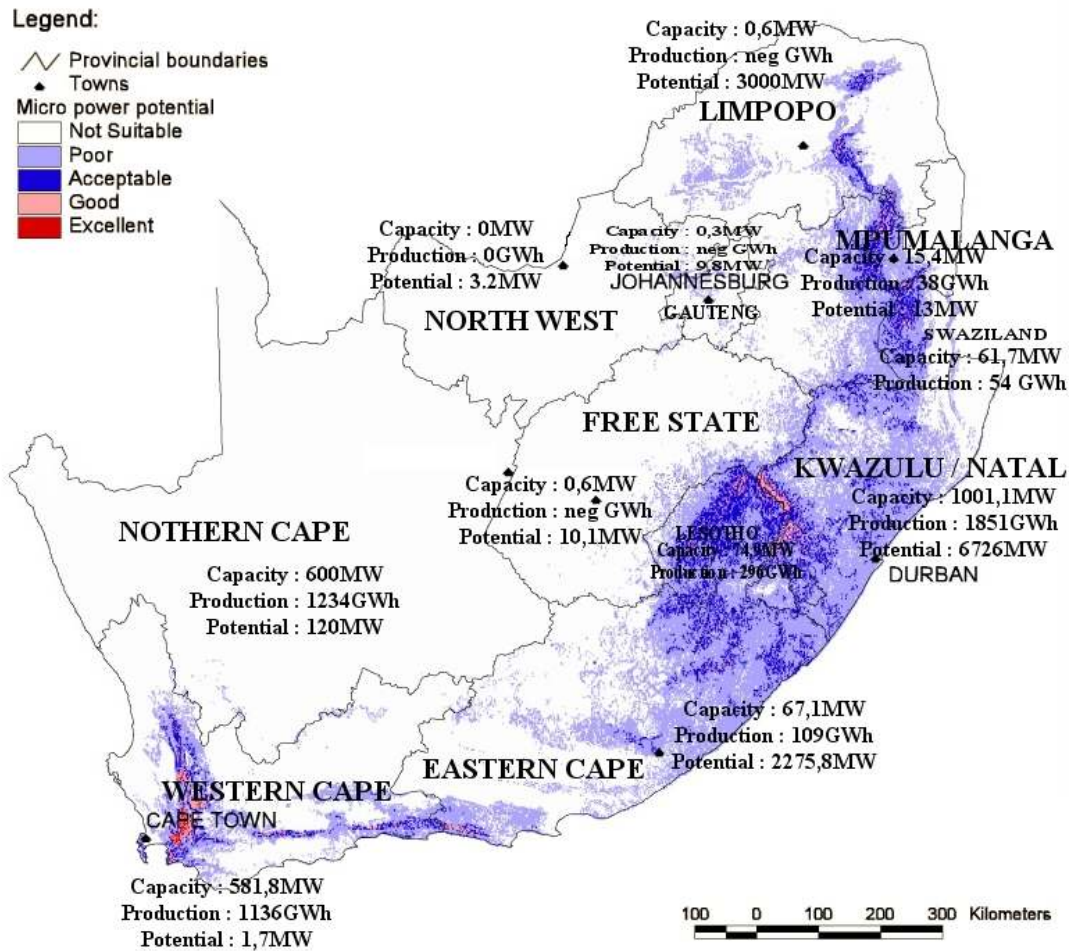 Legend:
Provincial boundaries
Towns
Micro power potential
Not Suitable
Poor
Acceptable
Good
Excellent
Capacity : 0,6MW
Production : neg GWh
Potential : 3000MW
LIMPOPO
Capacity : 0MW
Production : 0GWh
Potential : 3.2MW
NORTH WEST
Capacity : 0,3MW
Production : neg GWh
Potential : 9,8MW
JOHANNESBURG
GAUTENG
MPUMALANGA
Capacity : 15,4MW
Production : 38GWh
Potential : 13MW
SWAZILAND
Capacity : 61,7MW
Production : 54 GWh
FREE STATE
Capacity : 0,6MW
Production : neg GWh
Potential : 10,1MW
KWAZULU / NATAL
Capacity : 1001,1MW
Production : 1851GWh
Potential : 6726MW
DURBAN
LESOTHO
Capacity : 74,9MW
Production : 296GWh
NOTHERN CAPE
Capacity : 600MW
Production : 1234GWh
Potential : 120MW
Capacity : 67,1MW
Production : 109GWh
Potential : 2275,8MW
EASTERN CAPE
WESTERN CAPE
CAPE TOWN
Capacity : 581,8MW
Production : 1136GWh
Potential : 1,7MW
100 0 100 200 300 Kilometers